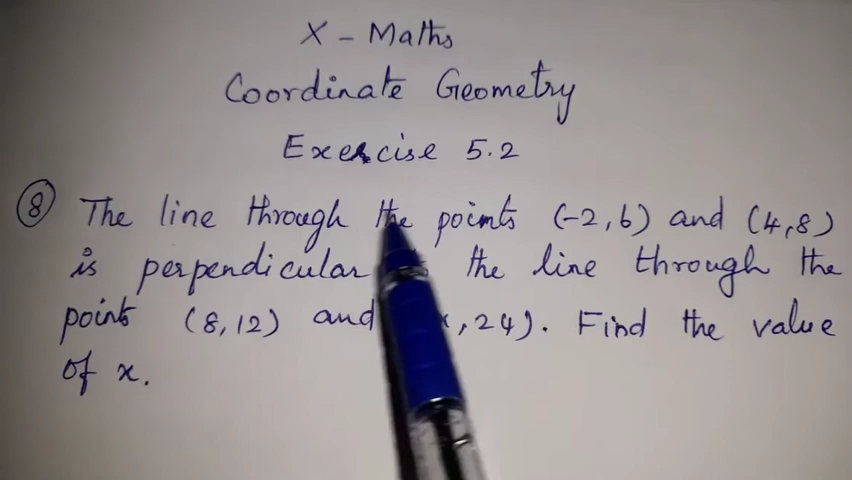 X - Maths
Coordinate Geometry
Exercise 5.2
8 The line through the points (-2,6) and (4,8)
is perpendicular the line through the
point (8,12) and , 24). Find the value
of x.